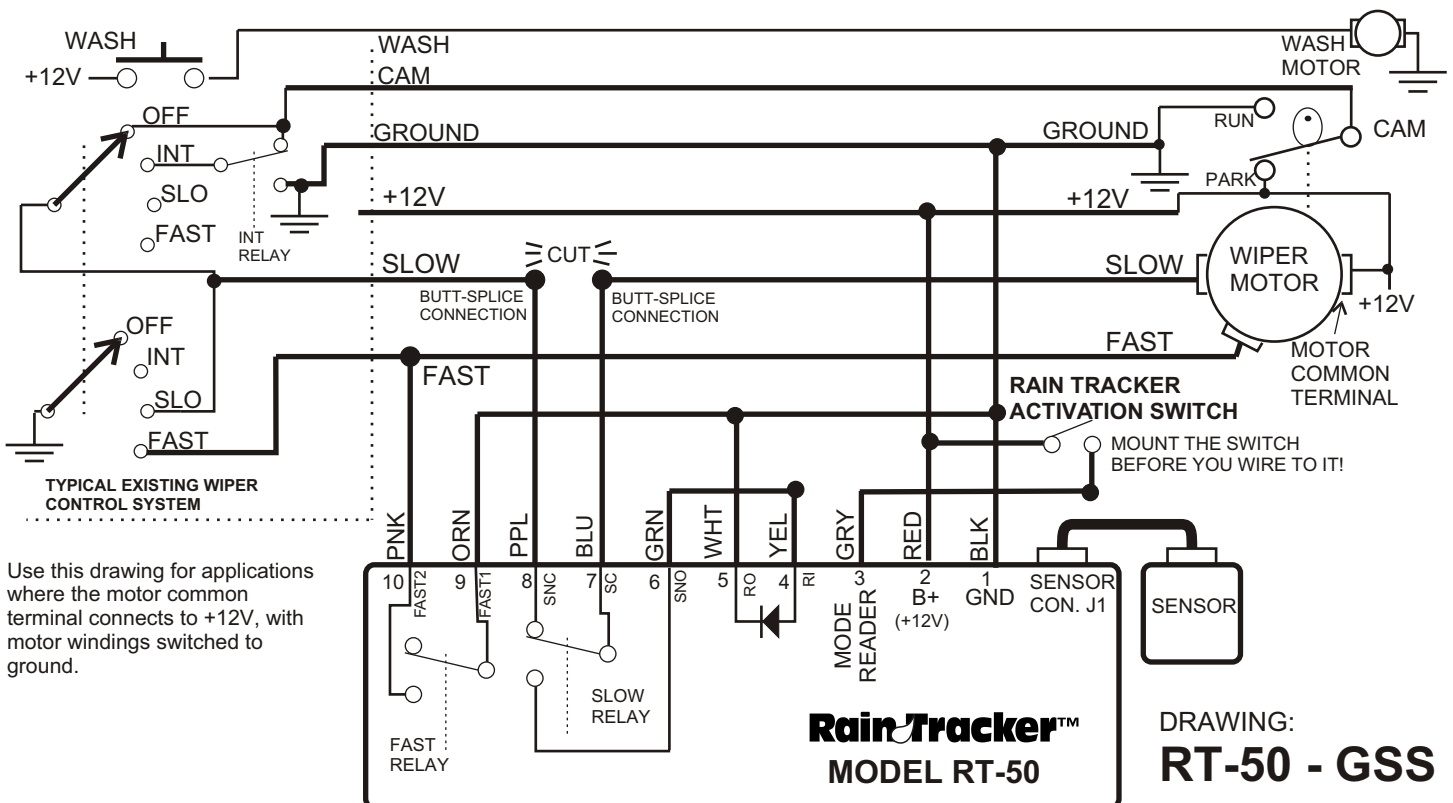 WASH
+12V
WASH
CAM
WASH
MOTOR
OFF
INT
SLO
FAST
INT
RELAY
GROUND
GROUND
RUN
CAM
PARK
+12V
+12V
CUT
SLOW
SLOW
BUTT-SPLICE
CONNECTION
BUTT-SPLICE
CONNECTION
WIPER
MOTOR
+12V
OFF
INT
SLO
FAST
FAST
FAST
MOTOR
COMMON
TERMINAL
RAIN TRACKER
ACTIVATION SWITCH
MOUNT THE SWITCH
BEFORE YOU WIRE TO IT!
TYPICAL EXISTING WIPER
CONTROL SYSTEM
Use this drawing for applications
where the motor common
terminal connects to +12V, with
motor windings switched to
ground.
PNK
ORN
PPL
BLU
GRN
WHT
YEL
GRY
RED
BLK
10
FAST2
9
FAST1
8
SNC
7
SC
6
SNO
5
RO
4
RI
3
MODE
READER
2
B+
(+12V)
1
GND
SENSOR
CON. J1
SENSOR
FAST
RELAY
SLOW
RELAY
Rain Tracker™
MODEL RT-50
DRAWING:
RT-50 - GSS